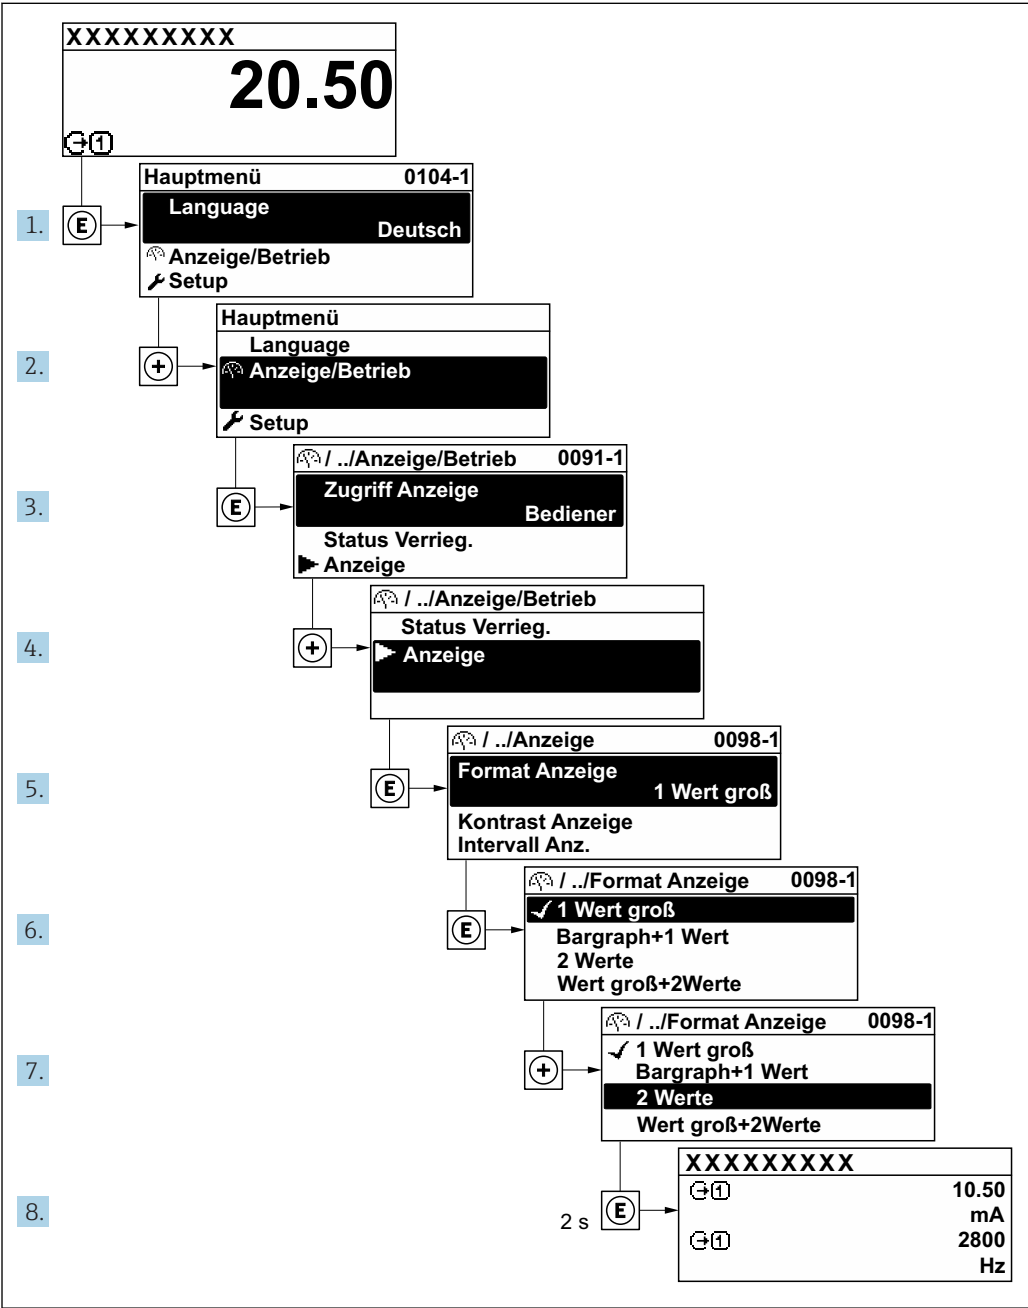 XXXXXXXXX
20.50
1
Hauptmenü 0104-1
1. E Language
Deutsch
Anzeige/Betrieb
Setup
Hauptmenü
Language
2. + Anzeige/Betrieb
Setup
/ ../Anzeige/Betrieb 0091-1
3. E Zugriff Anzeige
Bediener
Status Verrieg.
Anzeige
/ ../Anzeige/Betrieb
Status Verrieg.
4. + Anzeige
/ ../Anzeige 0098-1
5. E Format Anzeige
1 Wert groß
Kontrast Anzeige
Intervall Anz.
/ ../Format Anzeige 0098-1
6. E 1 Wert groß
Bargraph+1 Wert
2 Werte
Wert groß+2Werte
/ ../Format Anzeige 0098-1
1 Wert groß
7. + Bargraph+1 Wert
2 Werte
Wert groß+2Werte
XXXXXXXXX
1 10.50
8. 2 s E mA
1 2800
Hz